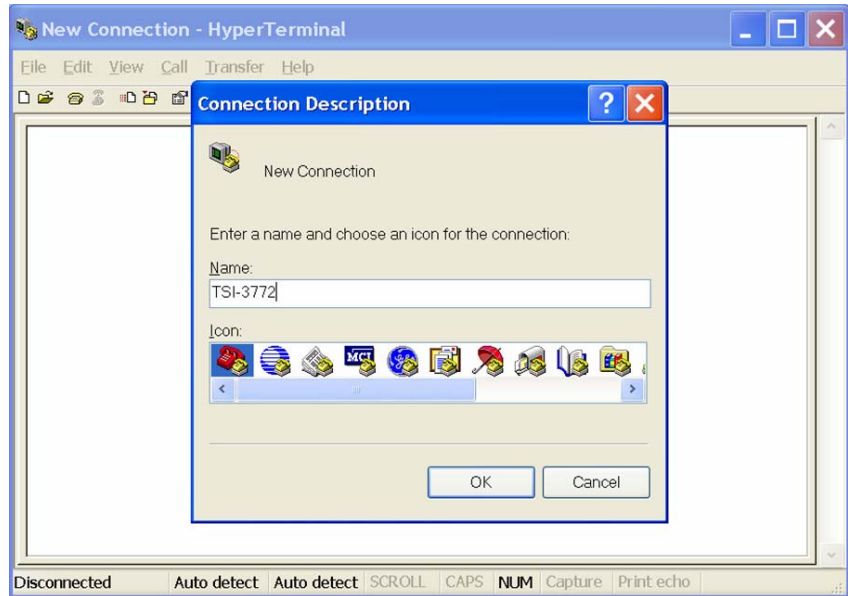 New Connection - HyperTerminal
File Edit View Call Transfer Help
Connection Description
New Connection
Enter a name and choose an icon for the connection:
Name:
TSI-3772
Icon:
MCI
OK Cancel
Disconnected Auto detect Auto detect SCROLL CAPS NUM Capture Print echo